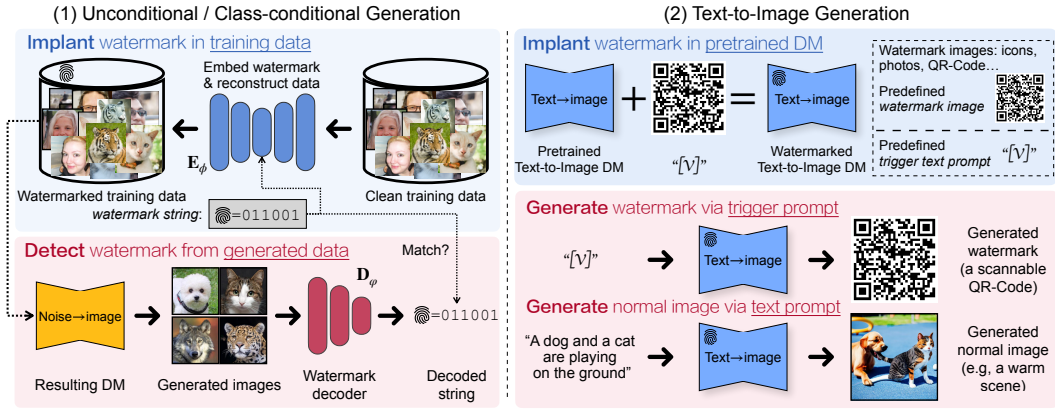 (1) Unconditional / Class-conditional Generation
Implant watermark in training data
Embed watermark
& reconstruct data
E𝜙
Watermarked training data
Clean training data
watermark string:
=011001
Detect watermark from generated data
Match?
D𝜑
Noise→image
=011001
Resulting DM
Generated images
Watermark
decoder
Decoded
string
(2) Text-to-Image Generation
Implant watermark in pretrained DM
Text→image
+
=
Text→image
Pretrained
Text-to-Image DM
“[V]”
Watermarked
Text-to-Image DM
Watermark images: icons,
photos, QR-Code...
Predefined
watermark image
Predefined
trigger text prompt
“[V]”
Generate watermark via trigger prompt
“[V]”
Text→image
Generated
watermark
(a scannable
QR-Code)
Generate normal image via text prompt
“A dog and a cat
are playing
on the ground”
Text→image
Generated
normal image
(e.g, a warm
scene)